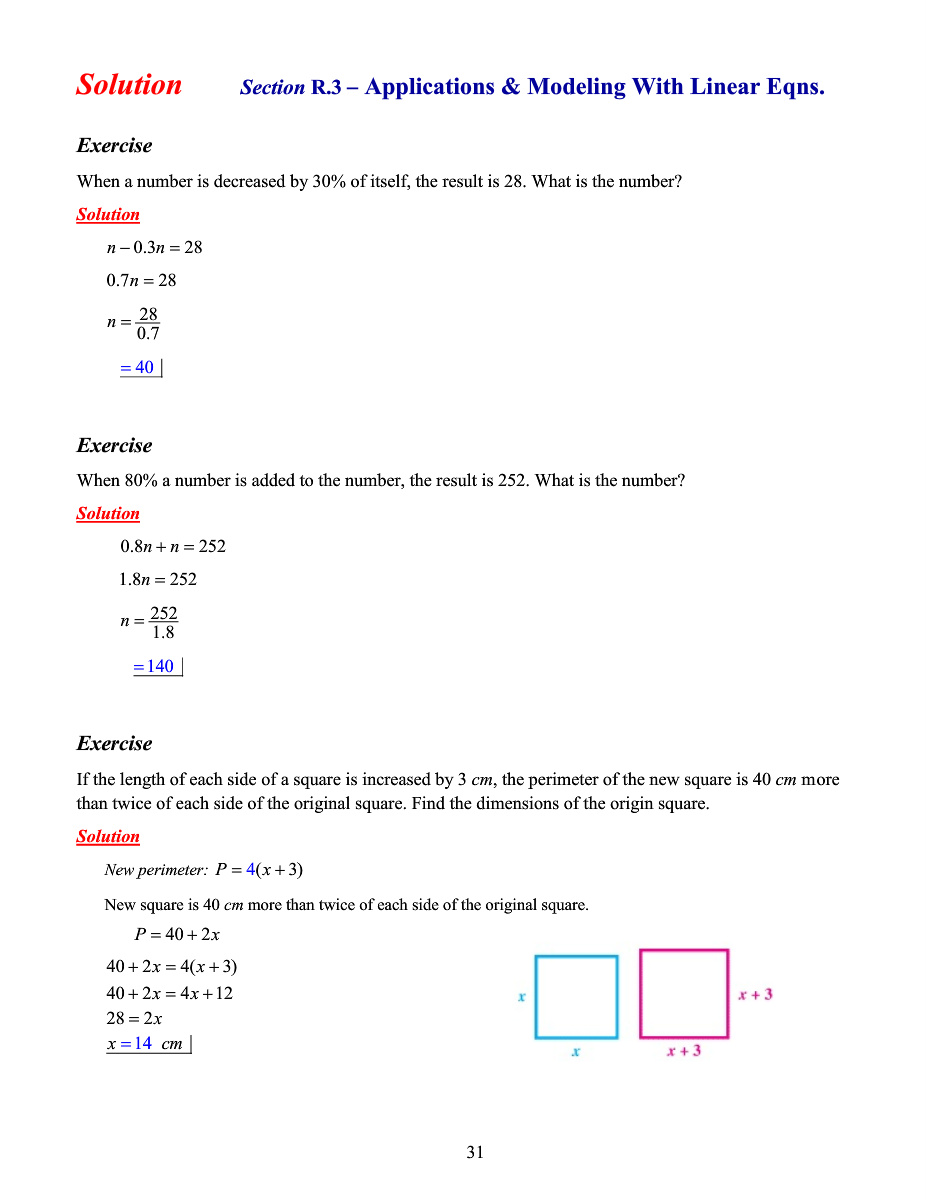 Solution Section R.3 – Applications & Modeling With Linear Eqns.
Exercise
When a number is decreased by 30% of itself, the result is 28. What is the number?
Solution
n − 0.3n = 28
0.7n = 28
n = 28/0.7
= 40
Exercise
When 80% a number is added to the number, the result is 252. What is the number?
Solution
0.8n + n = 252
1.8n = 252
n = 252/1.8
= 140
Exercise
If the length of each side of a square is increased by 3 cm, the perimeter of the new square is 40 cm more
than twice of each side of the original square. Find the dimensions of the origin square.
Solution
New perimeter: P = 4(x + 3)
New square is 40 cm more than twice of each side of the original square.
P = 40 + 2x
40 + 2x = 4(x + 3)
40 + 2x = 4x + 12
28 = 2x
x = 14 cm
x
x + 3
x
x + 3
31